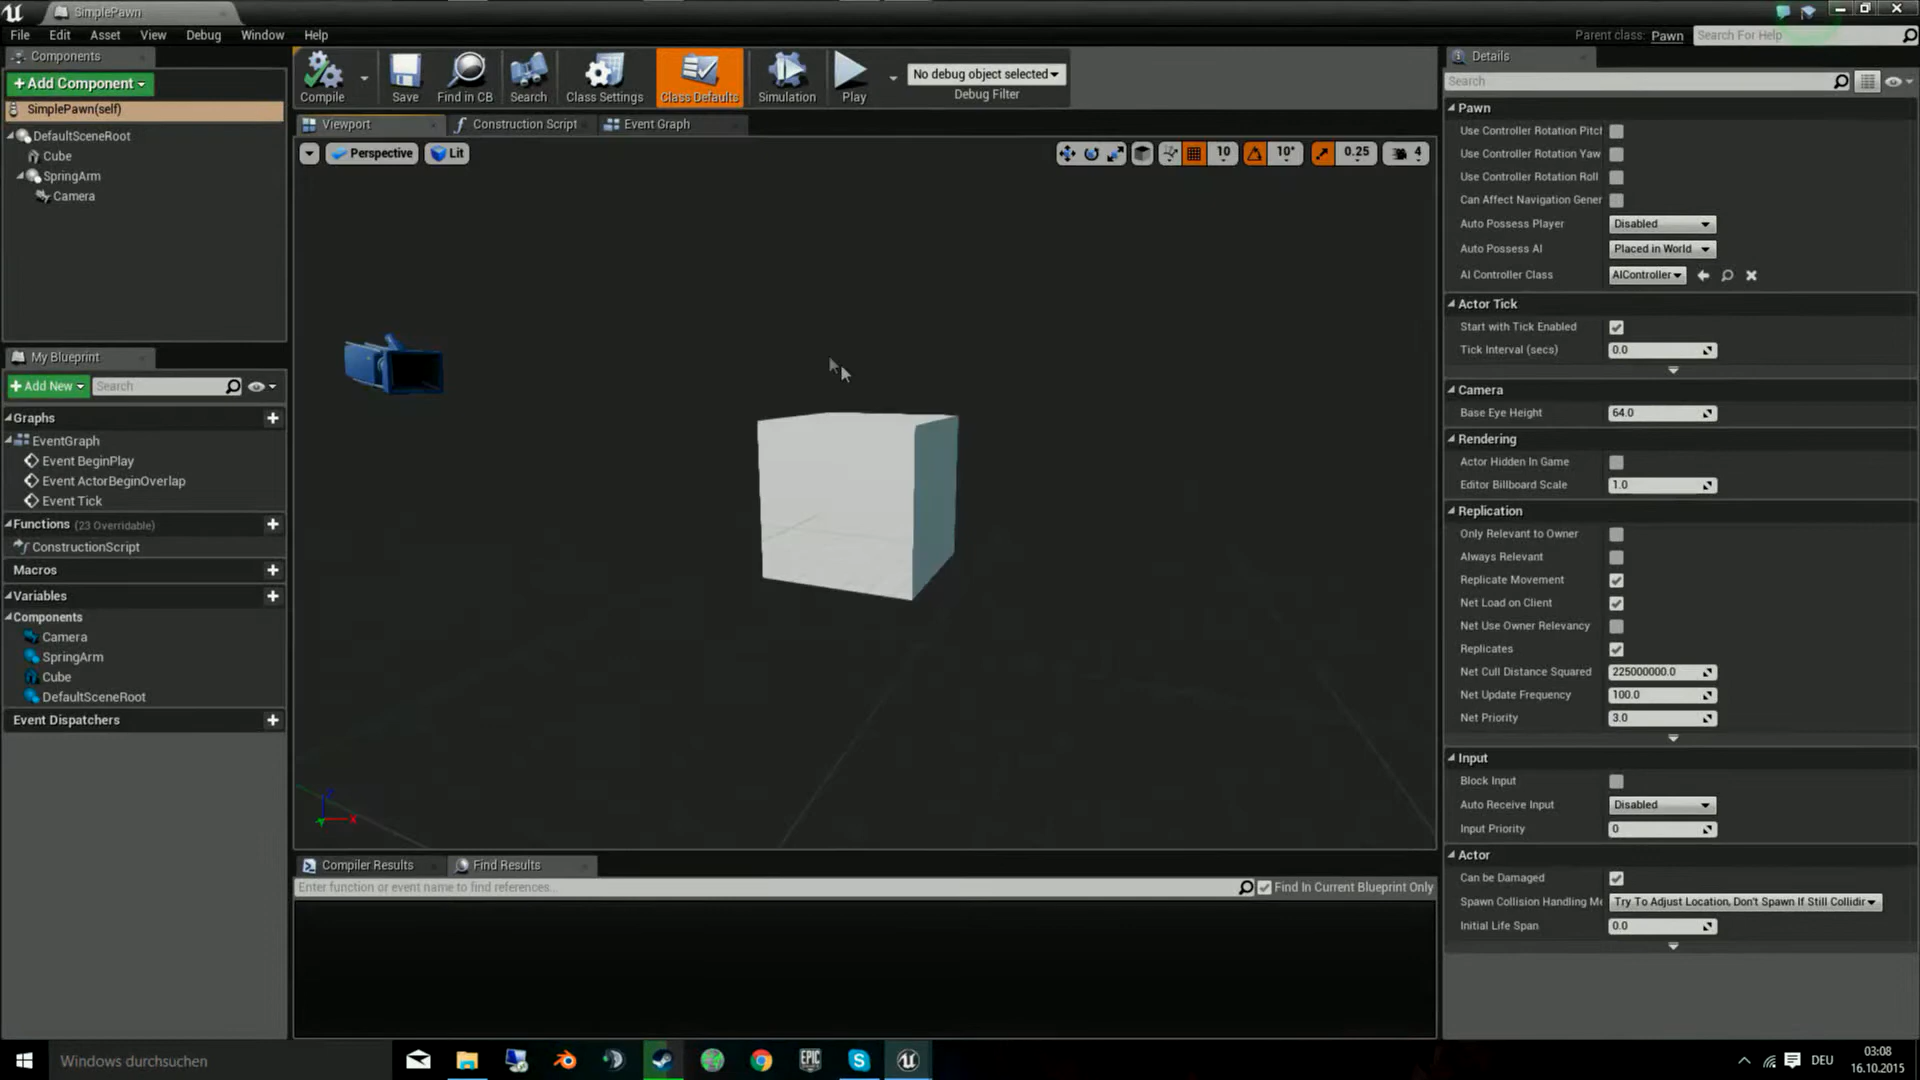 SimplePawn
File Edit Asset View Debug Window Help
Parent class: Pawn
Search For Help
Components
+Add Component
SimplePawn(self)
DefaultSceneRoot
Cube
SpringArm
Camera
My Blueprint
+Add New
Search
Graphs
EventGraph
Event BeginPlay
Event ActorBeginOverlap
Event Tick
Functions (23 Overridable)
ConstructionScript
Macros
Variables
Components
Camera
SpringArm
Cube
DefaultSceneRoot
Event Dispatchers
Compile
Save
Find in CB
Search
Class Settings
Class Defaults
Simulation
Play
No debug object selected
Debug Filter
Viewport
Construction Script
Event Graph
Perspective
Lit
10
10°
0.25
4
Z
X
Compiler Results
Find Results
Enter function or event name to find references...
Find In Current Blueprint Only
Details
Search
Pawn
Use Controller Rotation Pitch
Use Controller Rotation Yaw
Use Controller Rotation Roll
Can Affect Navigation Gener
Auto Possess Player Disabled
Auto Possess AI Placed in World
AI Controller Class AIController
Actor Tick
Start with Tick Enabled
Tick Interval (secs) 0.0
Camera
Base Eye Height 64.0
Rendering
Actor Hidden In Game
Editor Billboard Scale 1.0
Replication
Only Relevant to Owner
Always Relevant
Replicate Movement
Net Load on Client
Net Use Owner Relevancy
Replicates
Net Cull Distance Squared 225000000.0
Net Update Frequency 100.0
Net Priority 3.0
Input
Block Input
Auto Receive Input Disabled
Input Priority 0
Actor
Can be Damaged
Spawn Collision Handling Me Try To Adjust Location, Don't Spawn If Still Collidir
Initial Life Span 0.0
Windows durchsuchen
EPIC
DEU
03:08
16.10.2015